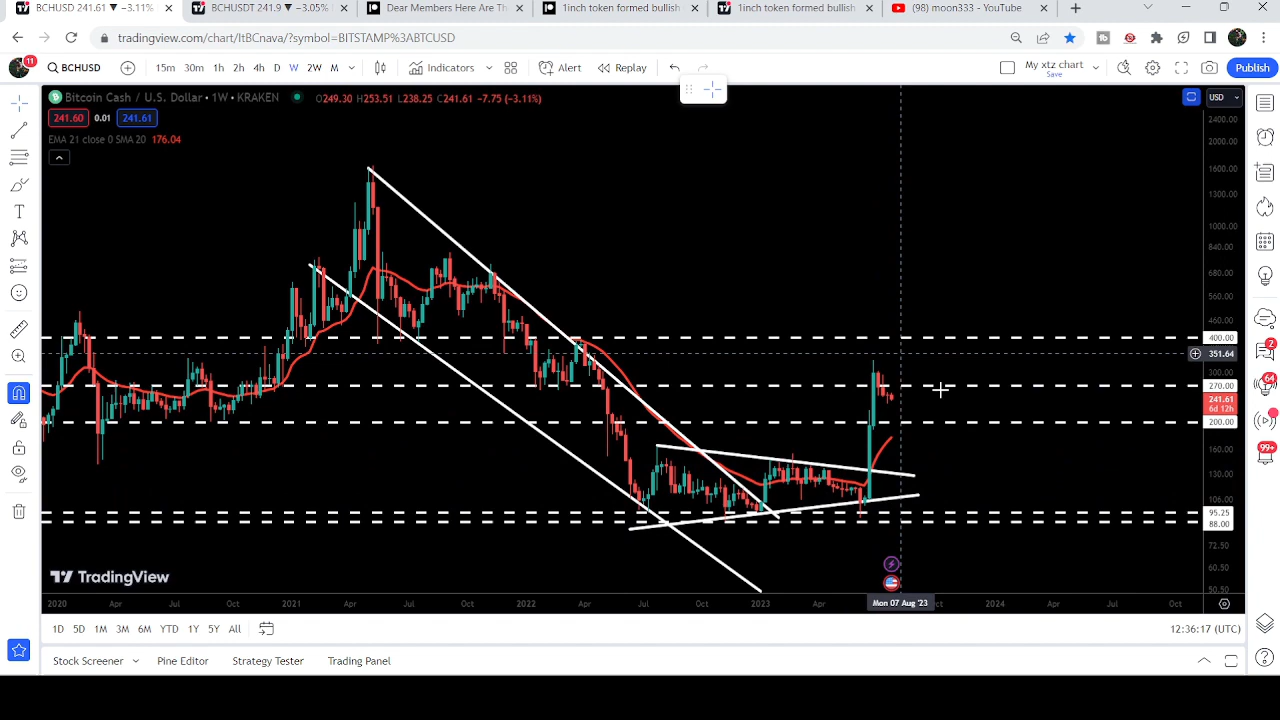 BCHUSD 241.61 ▼ −3.11%
BCHUSDT 241.9 ▼ −3.05%
Dear Members Here Are Th
1inch token formed bullish
1inch token formed bullish
(98) moon333 - YouTube
tradingview.com/chart/ItBCnava/?symbol=BITSTAMP%3ABTCUSD
11
BCHUSD
15m 30m 1h 2h 4h D W 2W M
Indicators
Alert
Replay
My xtz chart
Save
Publish
Bitcoin Cash / U.S. Dollar · 1W · KRAKEN
O249.30 H253.51 L238.25 C241.61 −7.75 (−3.11%)
USD
241.60 0.01 241.61
EMA 21 close 0 SMA 20 176.04
2400.00
2000.00
1600.00
1300.00
1000.00
840.00
680.00
560.00
460.00
400.00
351.64
300.00
270.00
241.61
6d 12h
200.00
160.00
130.00
106.00
95.25
88.00
72.50
60.50
50.50
2
64
99+
TradingView
2020 Apr Jul Oct 2021 Apr Jul Oct 2022 Apr Jul Oct 2023 Apr Mon 07 Aug '23 2024 Apr Jul Oct
1D 5D 1M 3M 6M YTD 1Y 5Y All
12:36:17 (UTC)
Stock Screener
Pine Editor
Strategy Tester
Trading Panel